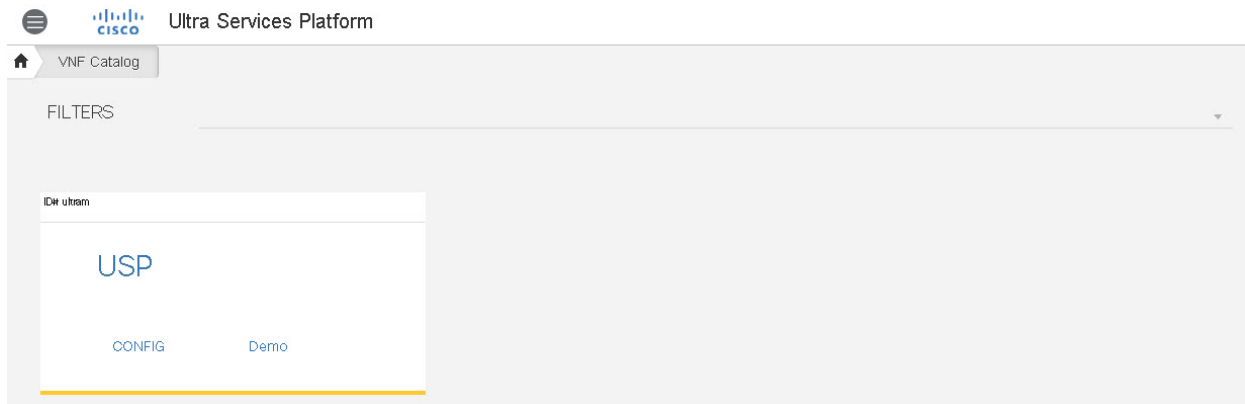 CISCO Ultra Services Platform
VNF Catalog
FILTERS
ID# ultram
USP
CONFIG Demo